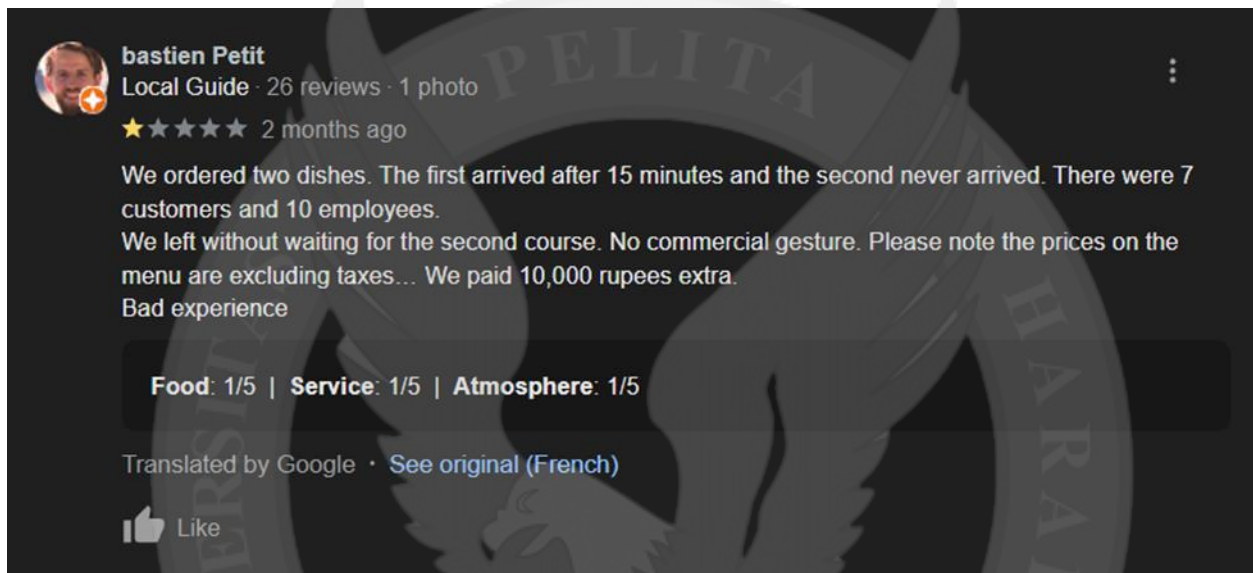 bastien Petit
Local Guide · 26 reviews · 1 photo
2 months ago
We ordered two dishes. The first arrived after 15 minutes and the second never arrived. There were 7
customers and 10 employees.
We left without waiting for the second course. No commercial gesture. Please note the prices on the
menu are excluding taxes... We paid 10,000 rupees extra.
Bad experience
Food: 1/5 | Service: 1/5 | Atmosphere: 1/5
Translated by Google · See original (French)
Like
PELITA
HARA
ERSITAS